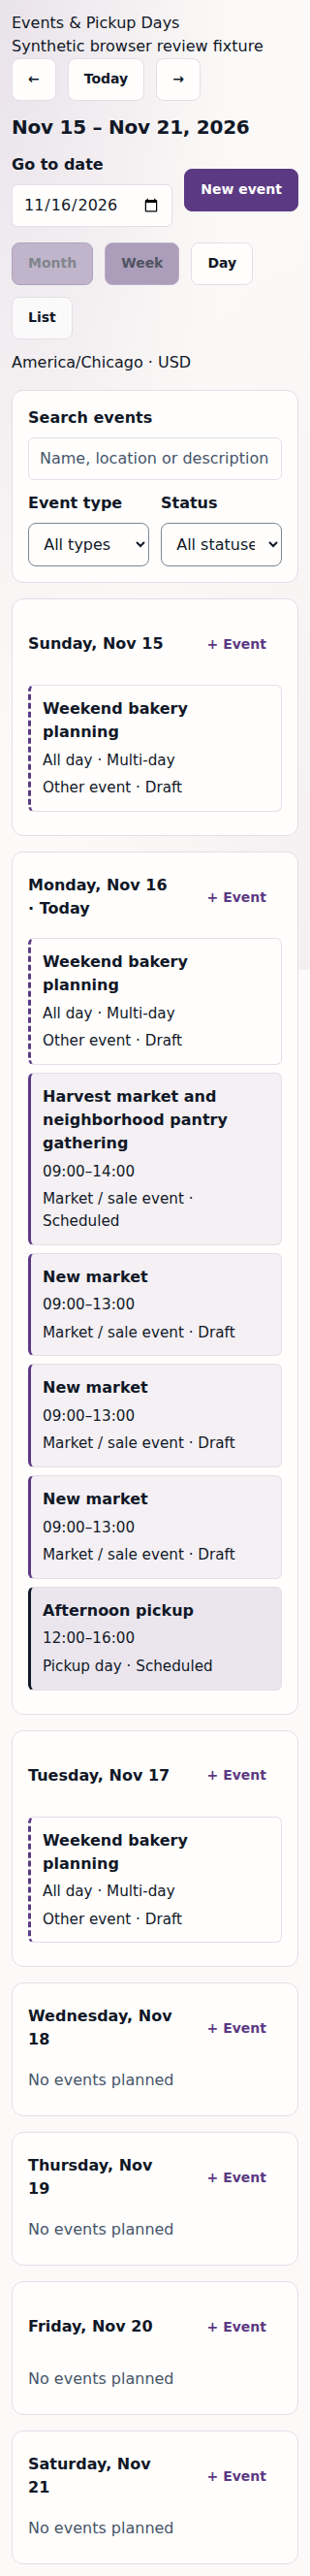 Events & Pickup Days
Synthetic browser review fixture
← Today →
Nov 15 – Nov 21, 2026
Go to date
11/16/2026
New event
Month Week Day
List
America/Chicago · USD
Search events
Name, location or description
Event type Status
All types All statuse
Sunday, Nov 15 + Event
Weekend bakery
planning
All day · Multi-day
Other event · Draft
Monday, Nov 16
· Today
+ Event
Weekend bakery
planning
All day · Multi-day
Other event · Draft
Harvest market and
neighborhood pantry
gathering
09:00–14:00
Market / sale event ·
Scheduled
New market
09:00–13:00
Market / sale event · Draft
New market
09:00–13:00
Market / sale event · Draft
New market
09:00–13:00
Market / sale event · Draft
Afternoon pickup
12:00–16:00
Pickup day · Scheduled
Tuesday, Nov 17 + Event
Weekend bakery
planning
All day · Multi-day
Other event · Draft
Wednesday, Nov
18
+ Event
No events planned
Thursday, Nov
19
+ Event
No events planned
Friday, Nov 20 + Event
No events planned
Saturday, Nov
21
+ Event
No events planned